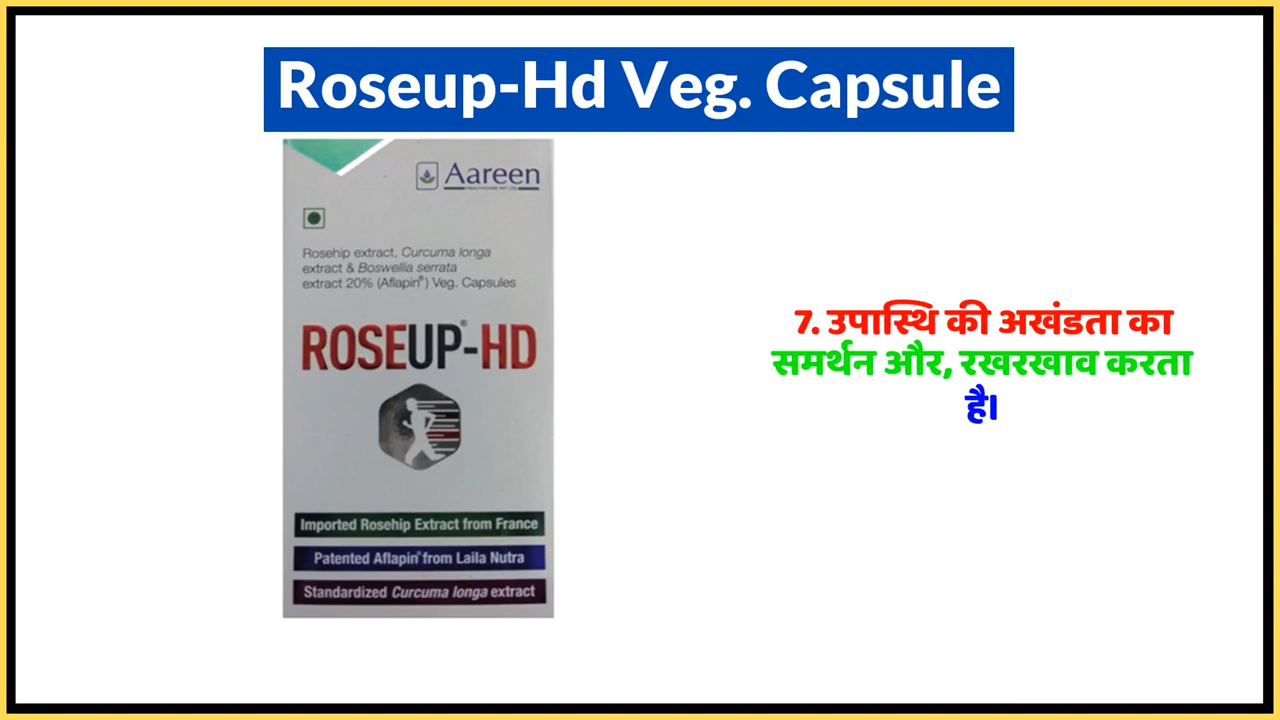 Roseup-Hd Veg. Capsule
Aareen
Rosehip extract, Curcuma longa
extract & Boswellia serrata
extract 20% (Aflapin®) Veg. Capsules
ROSEUP®-HD
Imported Rosehip Extract from France
Patented Aflapin® from Laila Nutra
Standardized Curcuma longa extract
7. उपास्थि की अखंडता का
समर्थन और, रखरखाव करता
है।